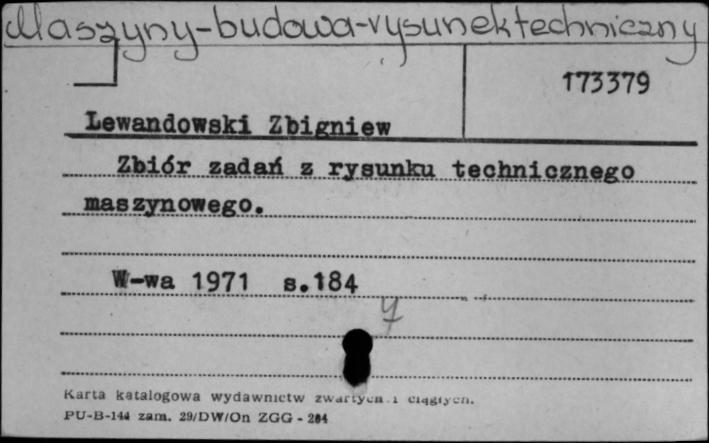 Maszyny-budowa-rysunek techniczny
173379
Lewandowski Zbigniew
Zbiór zadań z rysunku technicznego
maszynowego.
W-wa 1971 s.184
4
Karta katalogowa wydawnictw zwartych i ciągłych.
PU-B-144 zam. 29/DW/On ZGG - 284